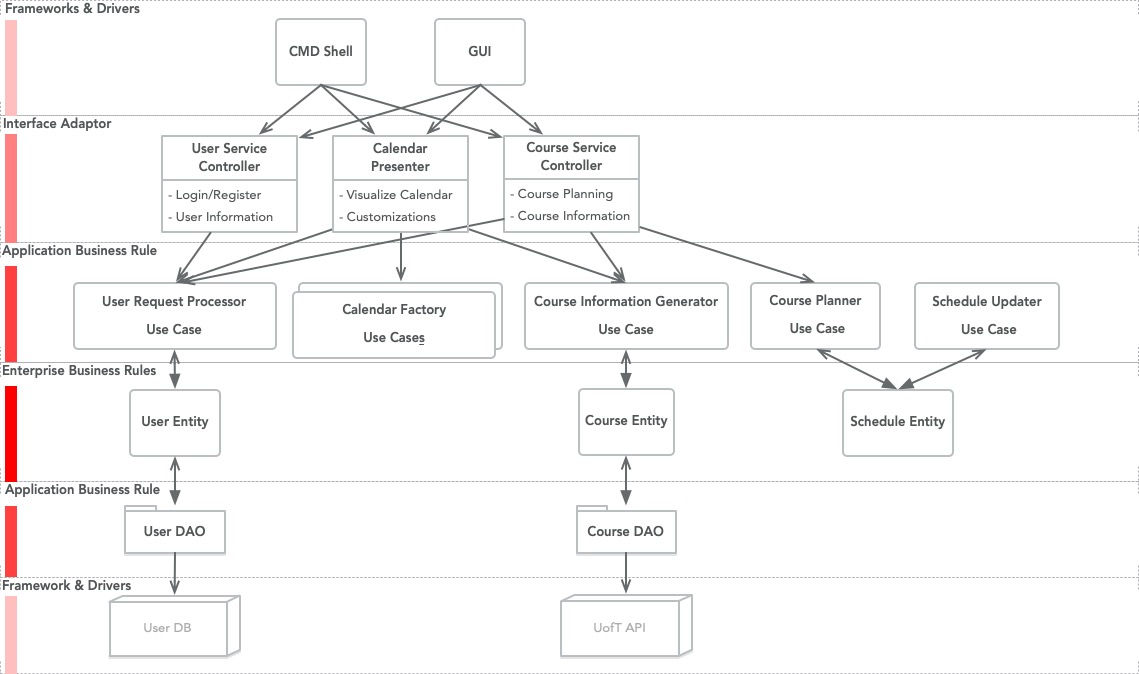 Frameworks & Drivers
CMD Shell
GUI
Interface Adaptor
User Service
Controller
- Login/Register
- User Information
Calendar
Presenter
- Visualize Calendar
- Customizations
Course Service
Controller
- Course Planning
- Course Information
Application Business Rule
User Request Processor
Use Case
Calendar Factory
Use Cases
Course Information Generator
Use Case
Course Planner
Use Case
Schedule Updater
Use Case
Enterprise Business Rules
User Entity
Course Entity
Schedule Entity
Application Business Rule
User DAO
Course DAO
Framework & Drivers
User DB
UofT API